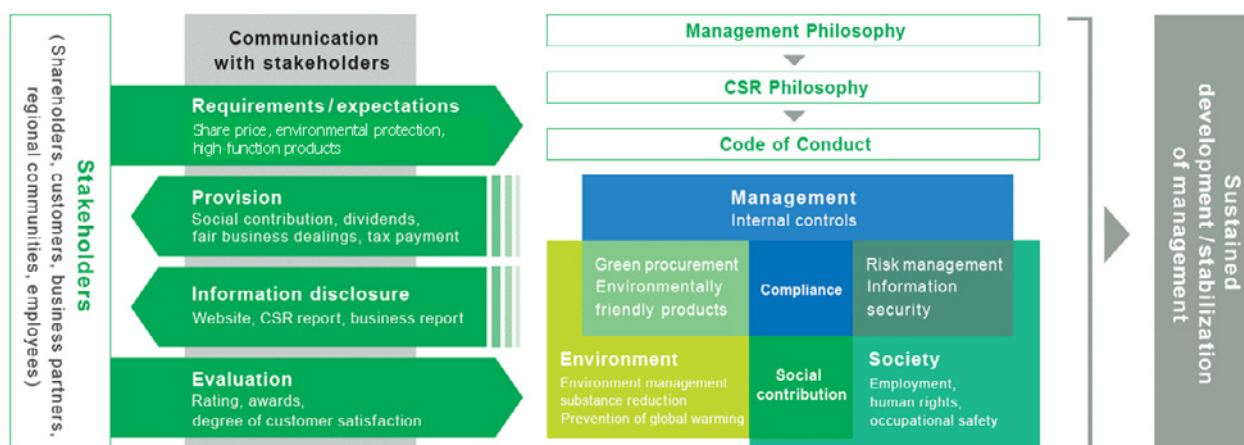 Stakeholders
(Shareholders, customers, business partners,
regional communities, employees)
Communication
with stakeholders
Requirements/expectations
Share price, environmental protection,
high-function products
Provision
Social contribution, dividends,
fair business dealings, tax payment
Information disclosure
Website, CSR report, business report
Evaluation
Rating, awards,
degree of customer satisfaction
Management Philosophy
CSR Philosophy
Code of Conduct
Management
Internal controls
Green procurement
Environmentally
friendly products
Compliance
Risk management
Information
security
Environment
Environment management
substance reduction
Prevention of global warming
Social
contribution
Society
Employment,
human rights,
occupational safety
Sustained
development/stabilization
of management